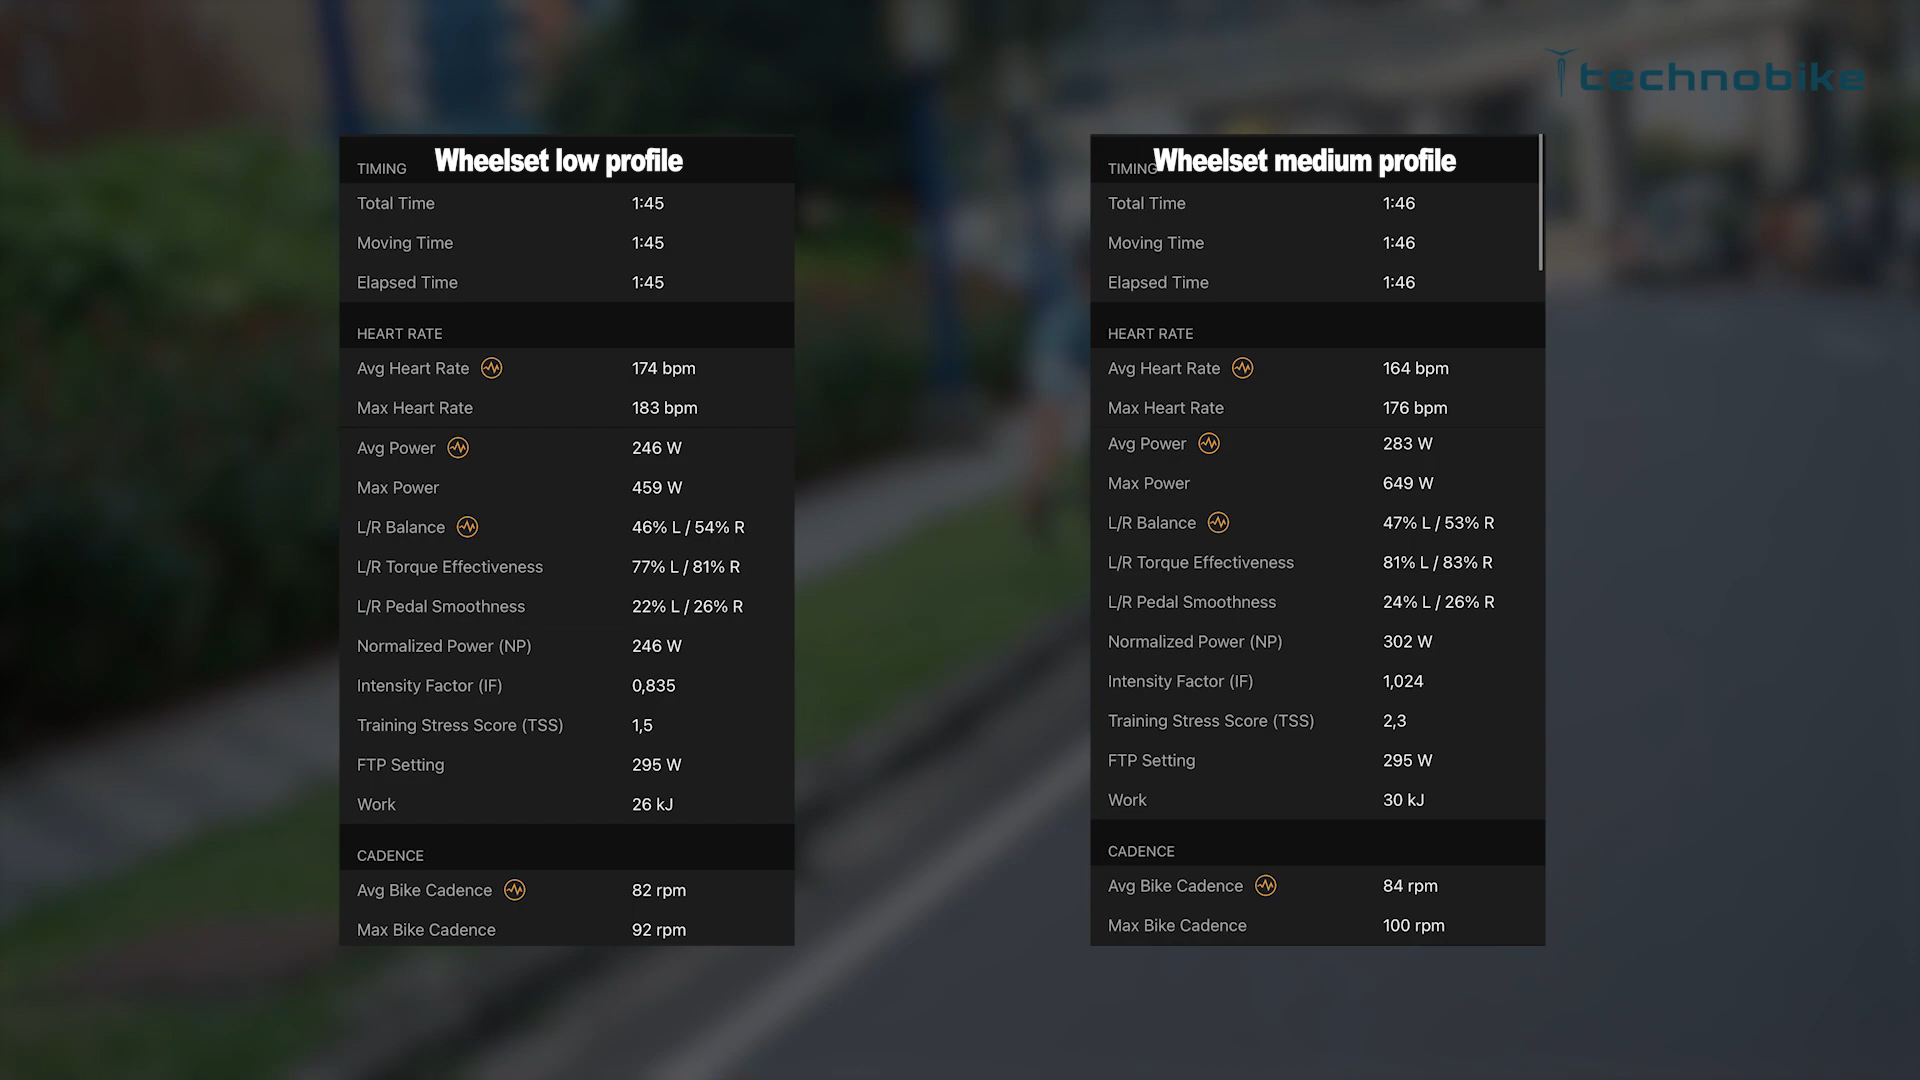 technobike
TIMING Wheelset low profile
Total Time 1:45
Moving Time 1:45
Elapsed Time 1:45
HEART RATE
Avg Heart Rate 174 bpm
Max Heart Rate 183 bpm
Avg Power 246 W
Max Power 459 W
L/R Balance 46% L / 54% R
L/R Torque Effectiveness 77% L / 81% R
L/R Pedal Smoothness 22% L / 26% R
Normalized Power (NP) 246 W
Intensity Factor (IF) 0,835
Training Stress Score (TSS) 1,5
FTP Setting 295 W
Work 26 kJ
CADENCE
Avg Bike Cadence 82 rpm
Max Bike Cadence 92 rpm
TIMING Wheelset medium profile
Total Time 1:46
Moving Time 1:46
Elapsed Time 1:46
HEART RATE
Avg Heart Rate 164 bpm
Max Heart Rate 176 bpm
Avg Power 283 W
Max Power 649 W
L/R Balance 47% L / 53% R
L/R Torque Effectiveness 81% L / 83% R
L/R Pedal Smoothness 24% L / 26% R
Normalized Power (NP) 302 W
Intensity Factor (IF) 1,024
Training Stress Score (TSS) 2,3
FTP Setting 295 W
Work 30 kJ
CADENCE
Avg Bike Cadence 84 rpm
Max Bike Cadence 100 rpm